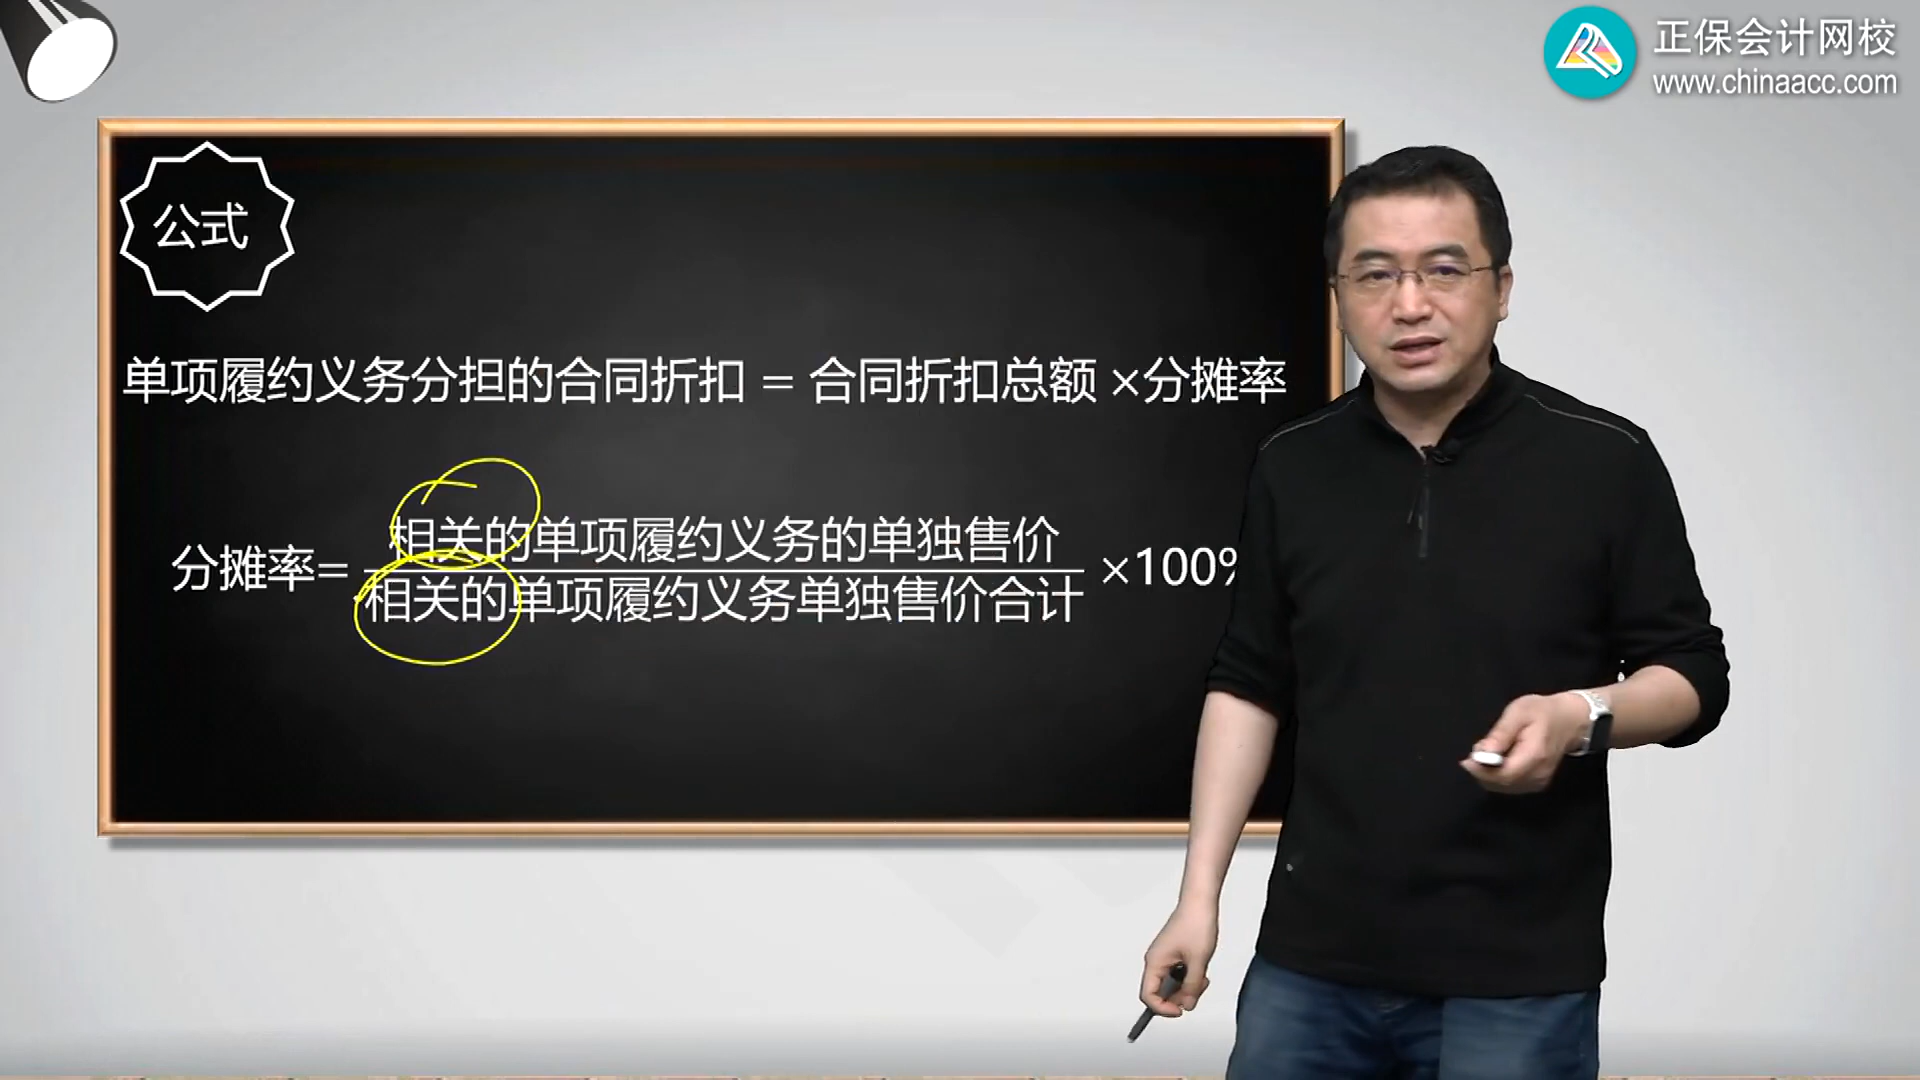 正保会计网校
www.chinaacc.com
公式
单项履约义务分担的合同折扣 = 合同折扣总额 ×分摊率
相关的单项履约义务的单独售价
分摊率= ×100%
相关的单项履约义务单独售价合计